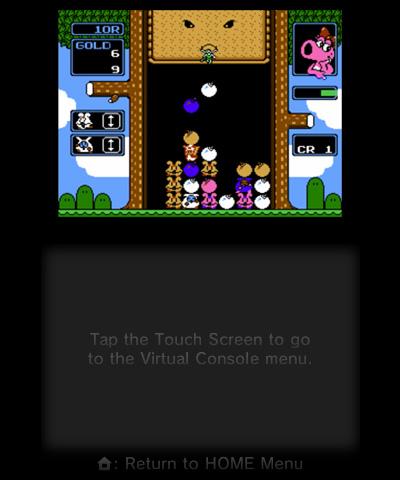 10R
GOLD
6
9
CR 1
Tap the Touch Screen to go
to the Virtual Console menu.
: Return to HOME Menu